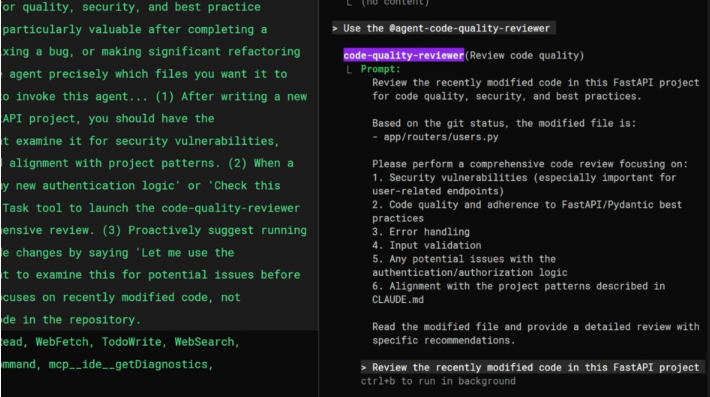 for quality, security, and best practice
particularly valuable after completing a
ixing a bug, or making significant refactoring
agent precisely which files you want it to
o invoke this agent... (1) After writing a new
API project, you should have the
t examine it for security vulnerabilities,
alignment with project patterns. (2) When a
y new authentication logic' or 'Check this
Task tool to launch the code-quality-reviewer
ensive review. (3) Proactively suggest running
e changes by saying 'Let me use the
t to examine this for potential issues before
ocuses on recently modified code, not
de in the repository.
Read, WebFetch, TodoWrite, WebSearch,
ommand, mcp__ide__getDiagnostics,
(no content)
> Use the @agent-code-quality-reviewer
code-quality-reviewer(Review code quality)
Prompt:
Review the recently modified code in this FastAPI project
for code quality, security, and best practices.
Based on the git status, the modified file is:
- app/routers/users.py
Please perform a comprehensive code review focusing on:
1. Security vulnerabilities (especially important for
user-related endpoints)
2. Code quality and adherence to FastAPI/Pydantic best
practices
3. Error handling
4. Input validation
5. Any potential issues with the
authentication/authorization logic
6. Alignment with the project patterns described in
CLAUDE.md
Read the modified file and provide a detailed review with
specific recommendations.
> Review the recently modified code in this FastAPI project
ctrl+b to run in background